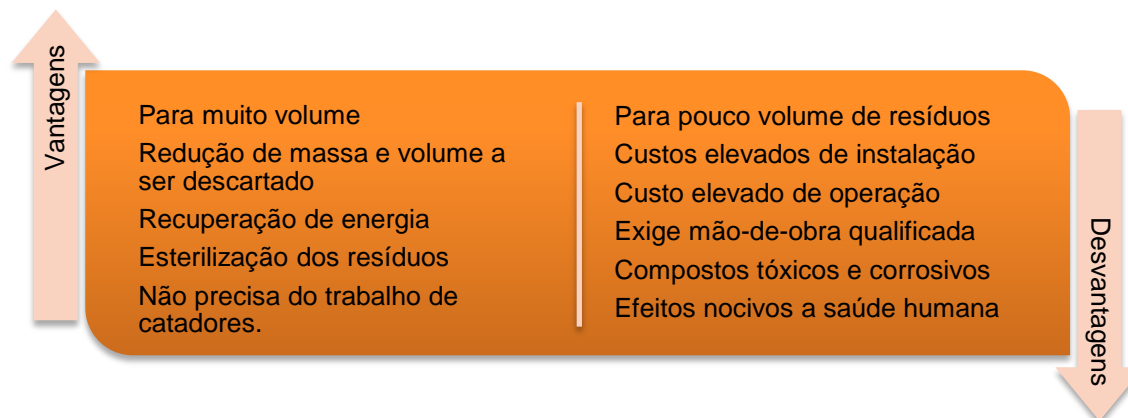 Vantagens
Para muito volume
Redução de massa e volume a
ser descartado
Recuperação de energia
Esterilização dos resíduos
Não precisa do trabalho de
catadores.
Para pouco volume de resíduos
Custos elevados de instalação
Custo elevado de operação
Exige mão-de-obra qualificada
Compostos tóxicos e corrosivos
Efeitos nocivos a saúde humana
Desvantagens